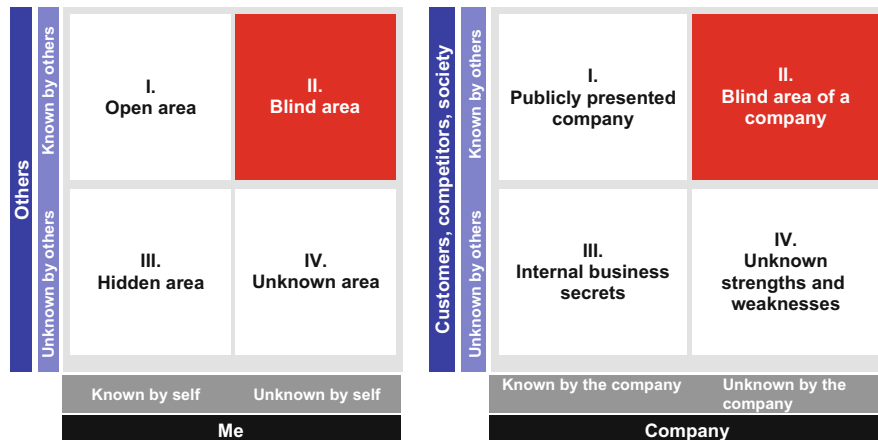 Others
Known by others
Unknown by others
I.
Open area
II.
Blind area
III.
Hidden area
IV.
Unknown area
Known by self
Unknown by self
Me
Customers, competitors, society
Known by others
Unknown by others
I.
Publicly presented
company
II.
Blind area of a
company
III.
Internal business
secrets
IV.
Unknown
strengths and
weaknesses
Known by the company
Unknown by the
company
Company